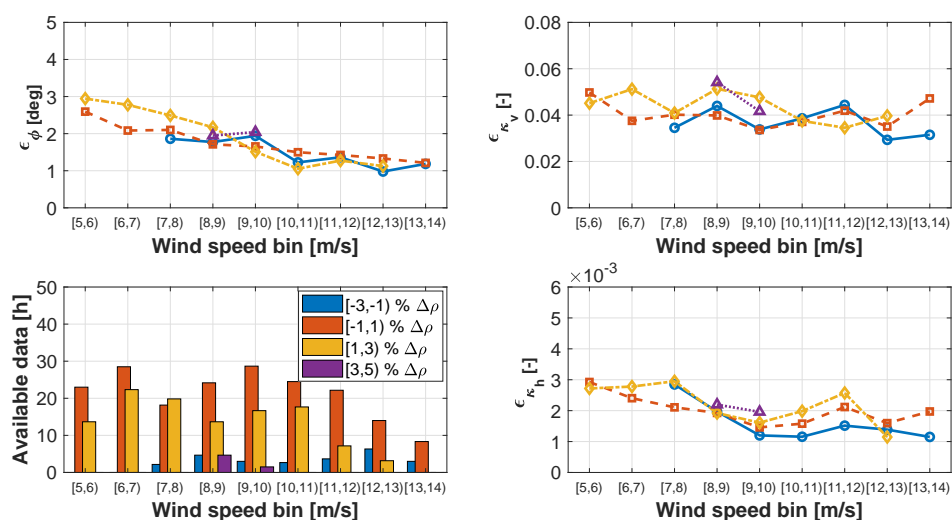 5
4
3
2
1
0
ϵ_ϕ [deg]
[5,6) [6,7) [7,8) [8,9) [9,10) [10,11)[11,12)[12,13)[13,14)
Wind speed bin [m/s]
0.08
0.06
0.04
0.02
0
ϵ_κ_v [-]
[5,6) [6,7) [7,8) [8,9) [9,10) [10,11)[11,12)[12,13)[13,14)
Wind speed bin [m/s]
50
40
30
20
10
0
Available data [h]
[-3,-1) % Δρ
[-1,1) % Δρ
[1,3) % Δρ
[3,5) % Δρ
[5,6) [6,7) [7,8) [8,9) [9,10) [10,11)[11,12)[12,13)[13,14)
Wind speed bin [m/s]
×10⁻³
6
5
4
3
2
1
0
ϵ_κ_h [-]
[5,6) [6,7) [7,8) [8,9) [9,10) [10,11)[11,12)[12,13)[13,14)
Wind speed bin [m/s]